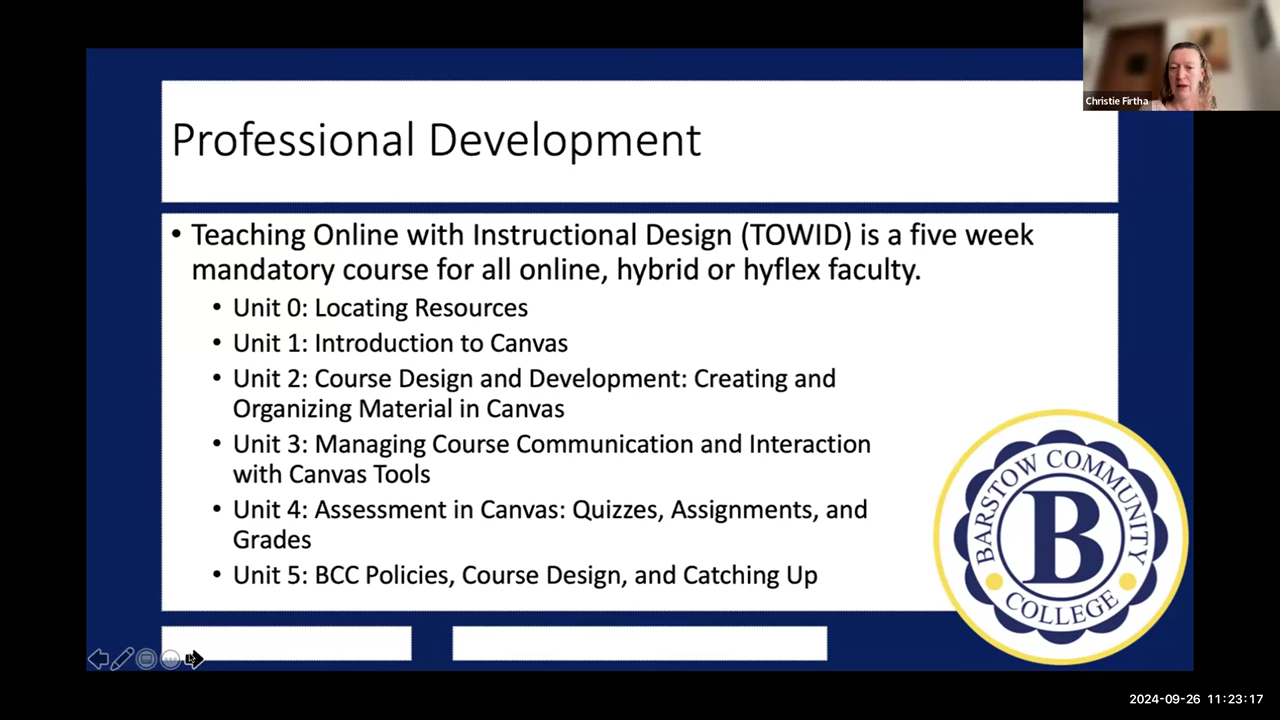 Christie Firtha
Professional Development
• Teaching Online with Instructional Design (TOWID) is a five week
mandatory course for all online, hybrid or hyflex faculty.
• Unit 0: Locating Resources
• Unit 1: Introduction to Canvas
• Unit 2: Course Design and Development: Creating and
Organizing Material in Canvas
• Unit 3: Managing Course Communication and Interaction
with Canvas Tools
• Unit 4: Assessment in Canvas: Quizzes, Assignments, and
Grades
• Unit 5: BCC Policies, Course Design, and Catching Up
BARSTOW COMMUNITY
B
COLLEGE
2024-09-26 11:23:17